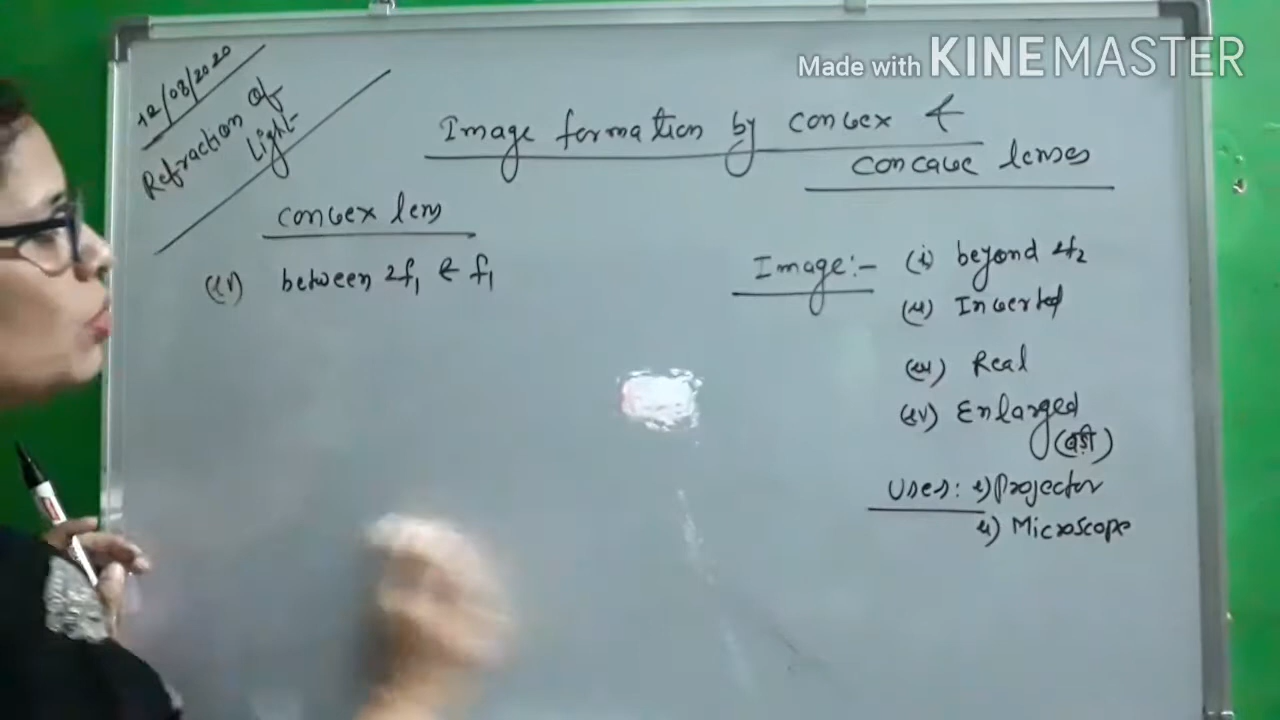 Made with KINEMASTER
12/08/2020
Refraction of
Light
Image formation by convex &
concave lenses
convex lens
(iv) between 2f₁ & f₁
Image:- (i) beyond 2f₂
(ii) Inverted
(iii) Real
(iv) Enlarged
(बड़ी)
Uses: i) Projector
ii) Microscope